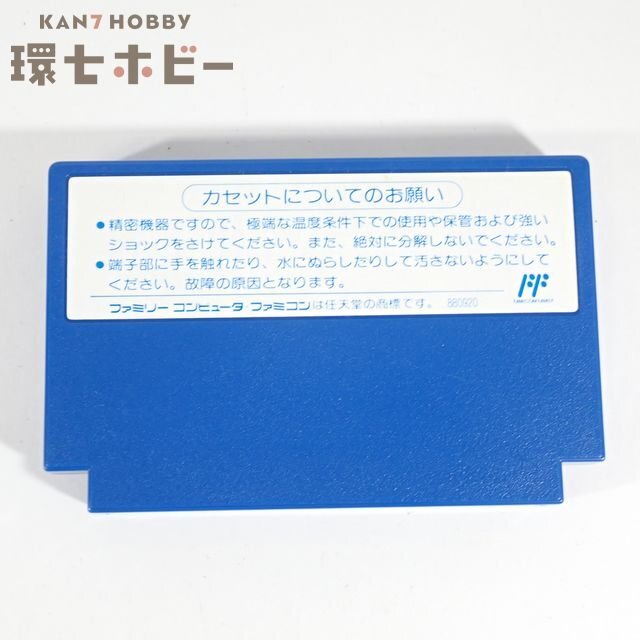 KAN7HOBBY
環七ホビー
カセットについてのお願い
●精密機器ですので、極端な温度条件下での使用や保管および強い
ショックをさけてください。また、絶対に分解しないでください。
●端子部に手を触れたり、水にぬらしたりして汚さないようにして
ください。故障の原因となります。
ファミリーコンピュータ・ファミコンは任天堂の商標です。 880920